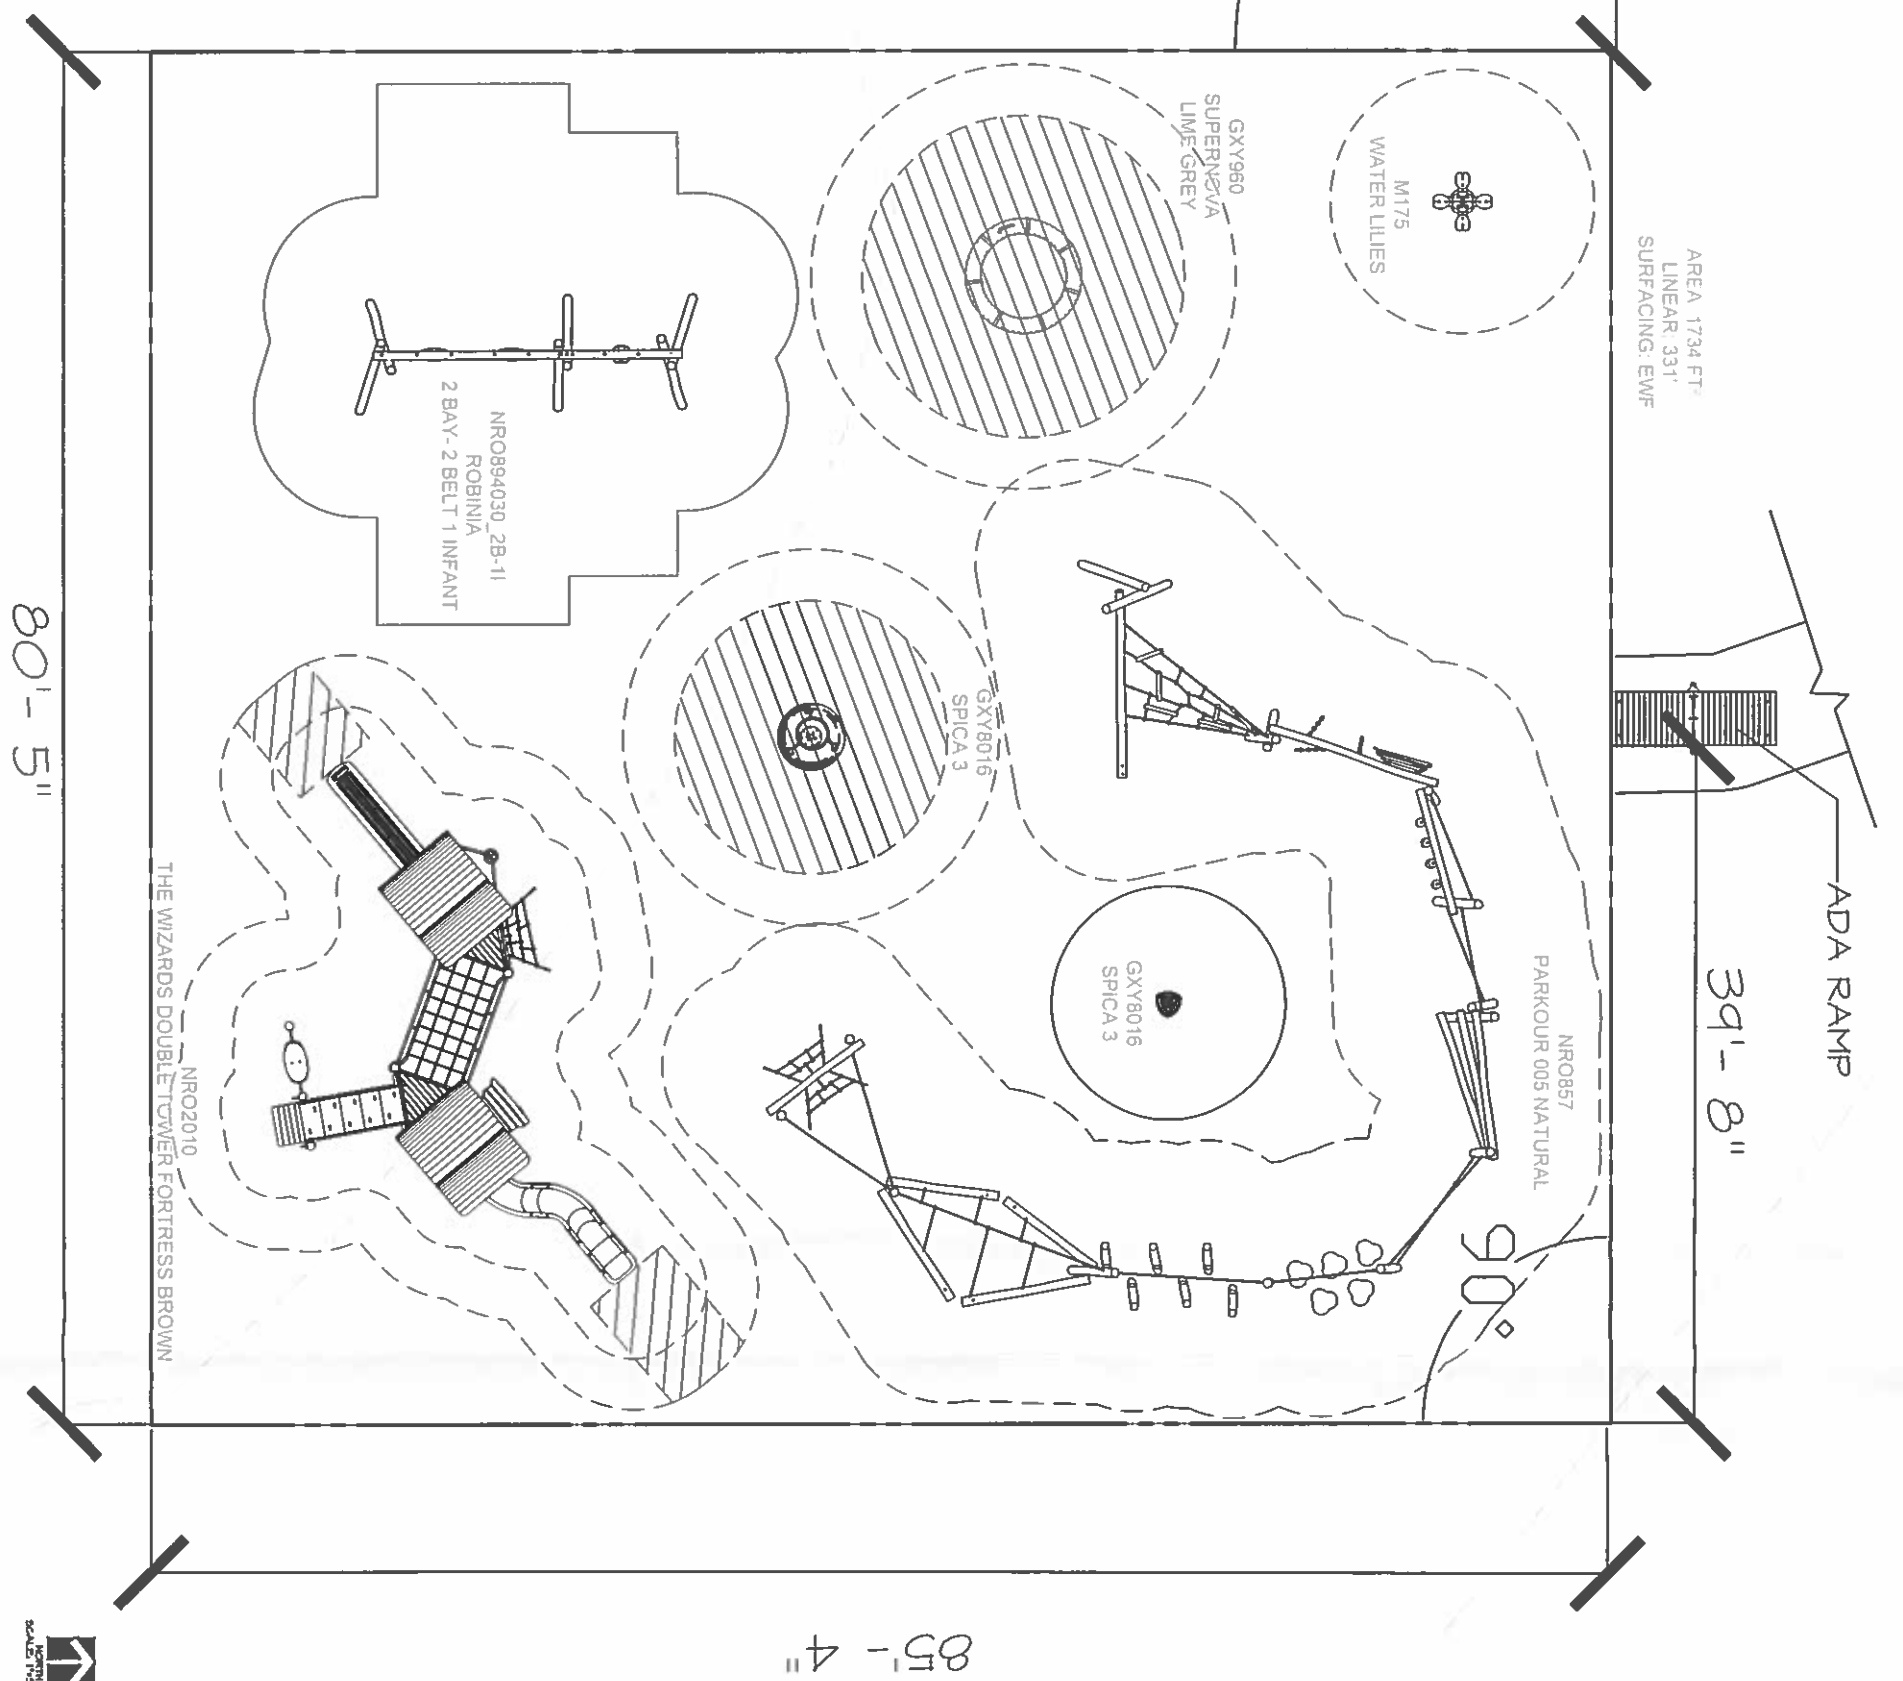 AREA 1734 FT²
LINEAR: 331'
SURFACING: EWF
ADA RAMP
39'- 8"
M175
WATER LILIES
GXY960
SUPERNOVA
LIME GREY
NRO894030_2B-1I
ROBINIA
2 BAY- 2 BELT 1 INFANT
GXY8016
SPICA 3
GXY8016
SPICA 3
NRO857
PARKOUR 005 NATURAL
NRO2010
THE WIZARDS DOUBLE TOWER FORTRESS BROWN
80'- 5"
85'- 4"
90
NORTH